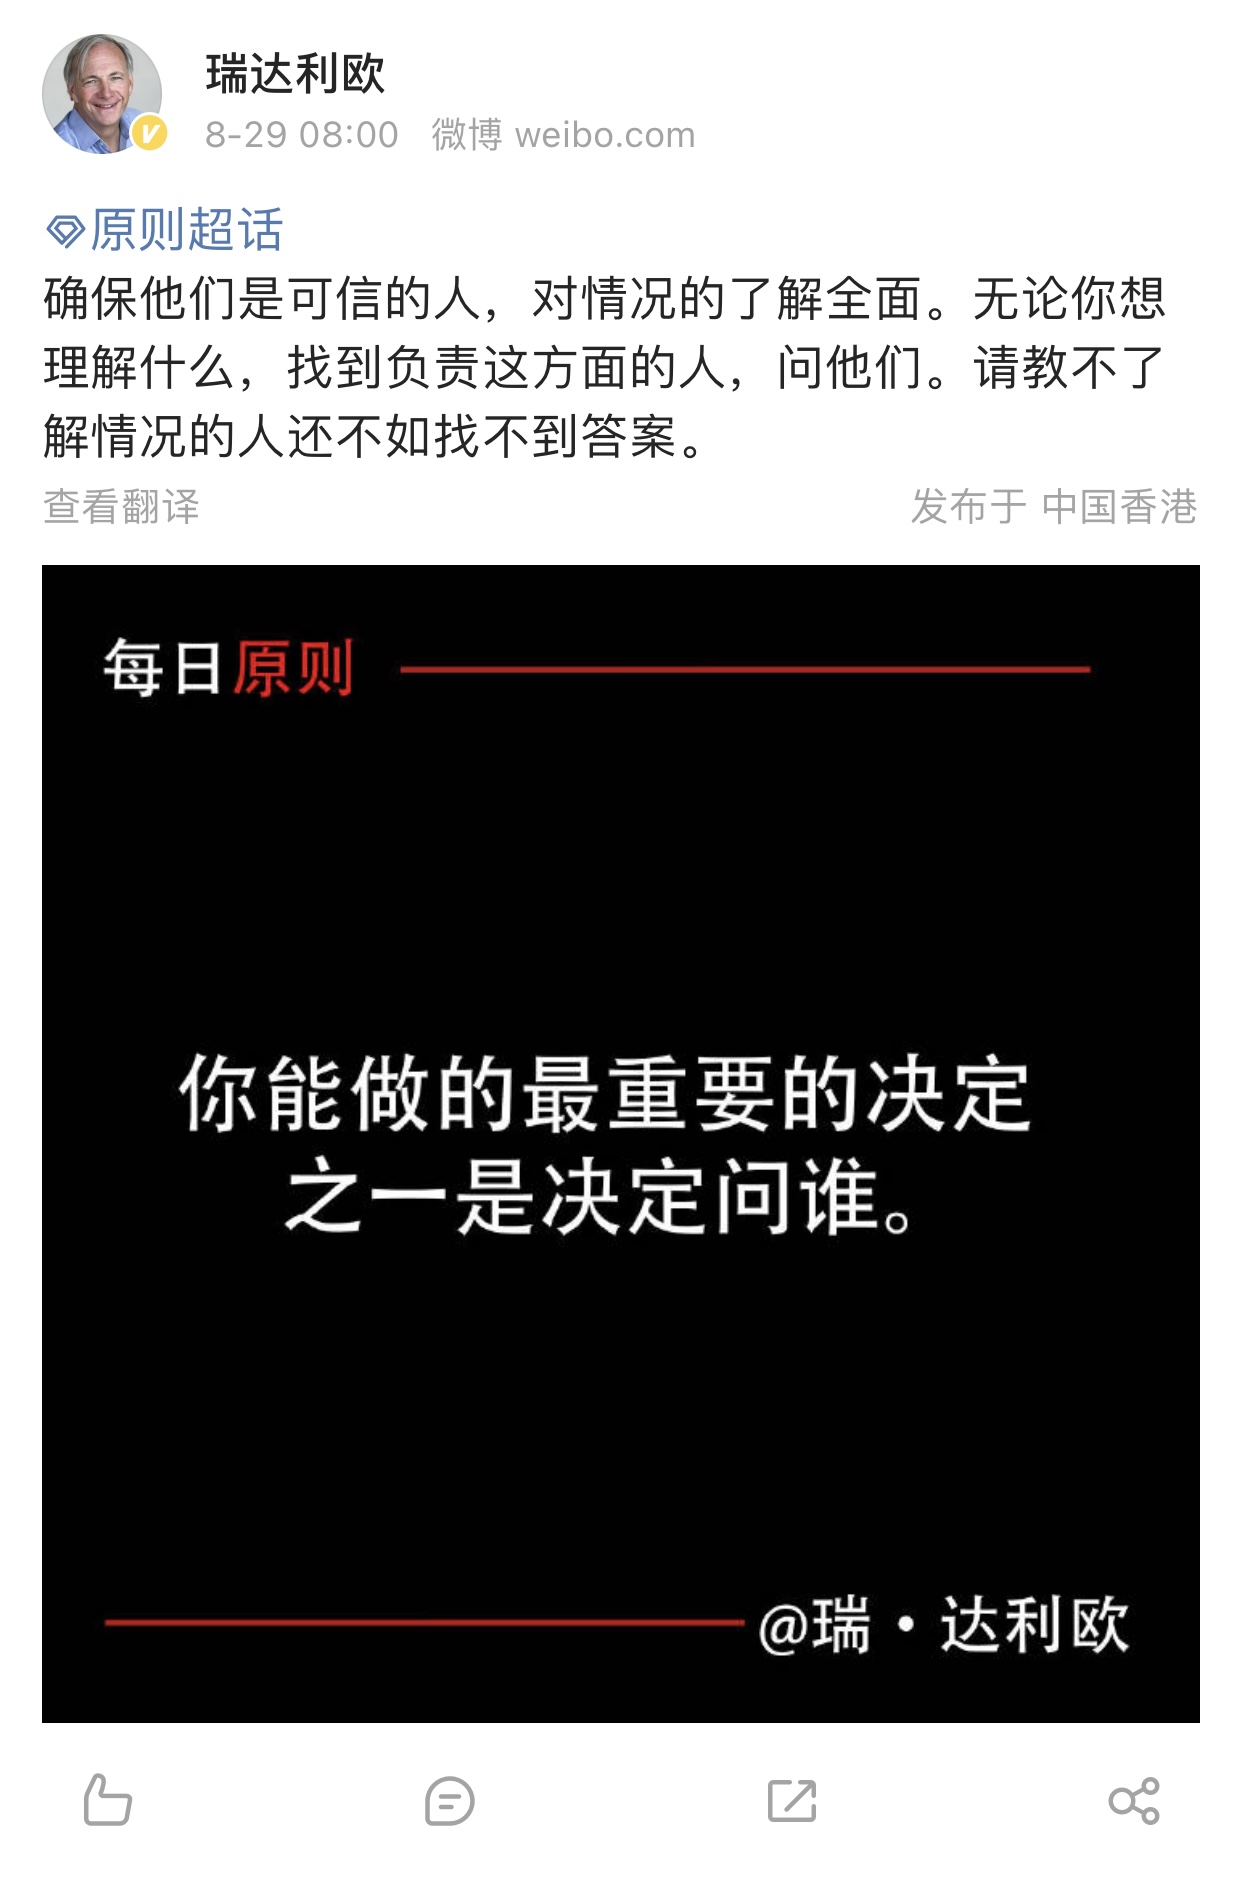 瑞达利欧
8-29 08:00 微博 weibo.com
原则超话
确保他们是可信的人，对情况的了解全面。无论你想
理解什么，找到负责这方面的人，问他们。请教不了
解情况的人还不如找不到答案。
查看翻译 发布于 中国香港
每日原则
你能做的最重要的决定
之一是决定问谁。
@瑞·达利欧